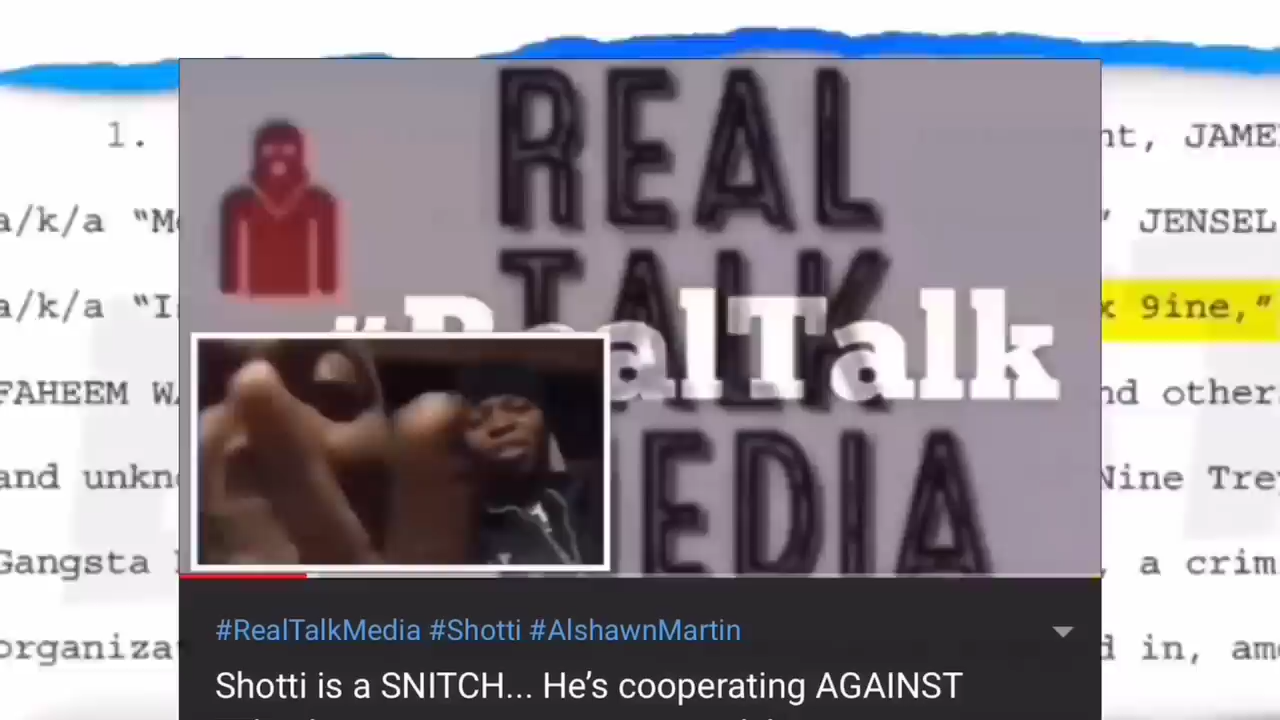 REAL
TALK
MEDIA
#RealTalk
1.
nt, JAME
a/k/a “M
” JENSEL
a/k/a “I
x 9ine,”
FAHEEM W
nd other
and unkn
Nine Tre
Gangsta
, a crim
organiza
d in, am
#RealTalkMedia #Shotti #AlshawnMartin
Shotti is a SNITCH... He’s cooperating AGAINST